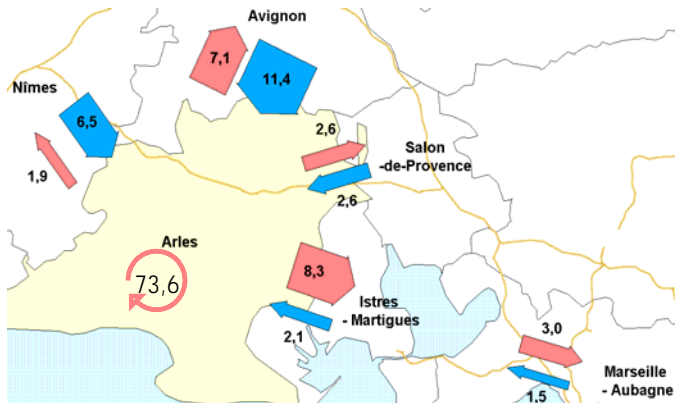 Avignon
7,1
11,4
Nîmes
6,5
2,6
Salon
-de-Provence
1,9
2,6
Arles
73,6
8,3
Istres
- Martigues
2,1
3,0
Marseille
- Aubagne
1,5